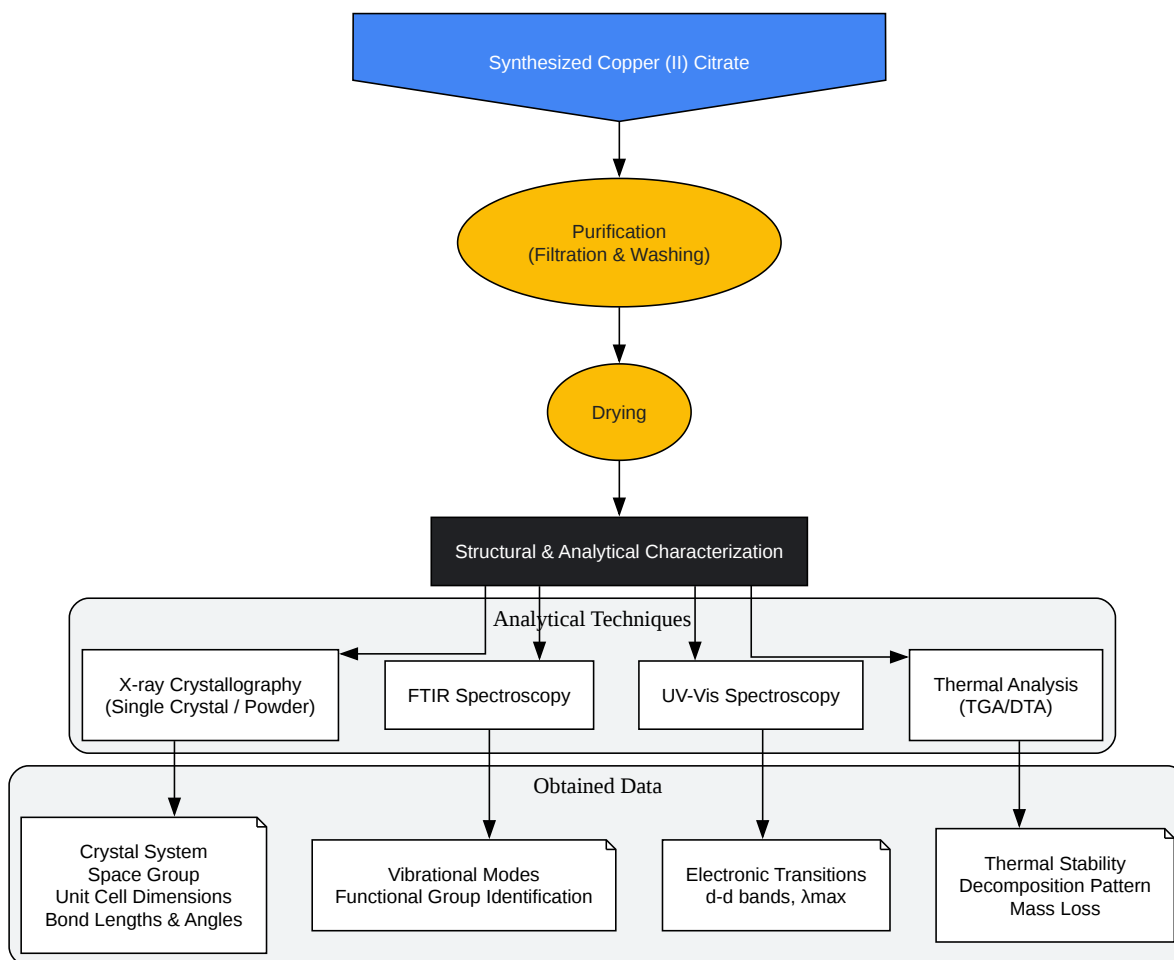 Synthesized Copper (II) Citrate
Purification
(Filtration & Washing)
Drying
Structural & Analytical Characterization
Analytical Techniques
X-ray Crystallography
(Single Crystal / Powder)
FTIR Spectroscopy
UV-Vis Spectroscopy
Thermal Analysis
(TGA/DTA)
Obtained Data
Crystal System
Space Group
Unit Cell Dimensions
Bond Lengths & Angles
Vibrational Modes
Functional Group Identification
Electronic Transitions
d-d bands, λmax
Thermal Stability
Decomposition Pattern
Mass Loss